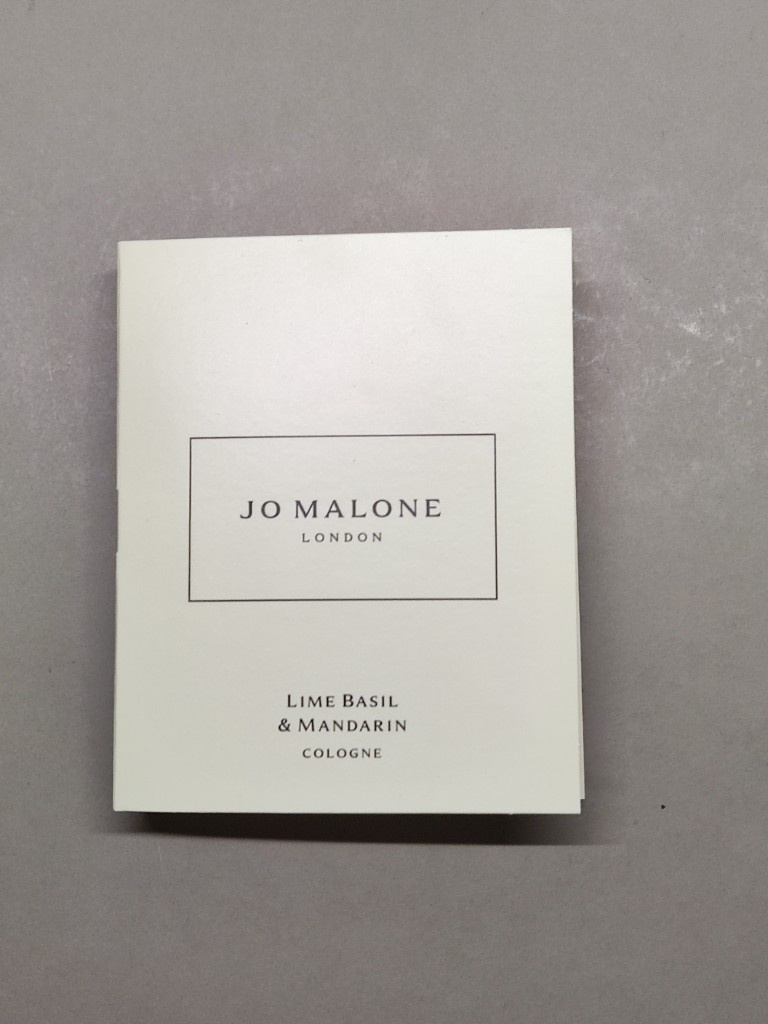 JO MALONE
LONDON
LIME BASIL
& MANDARIN
COLOGNE